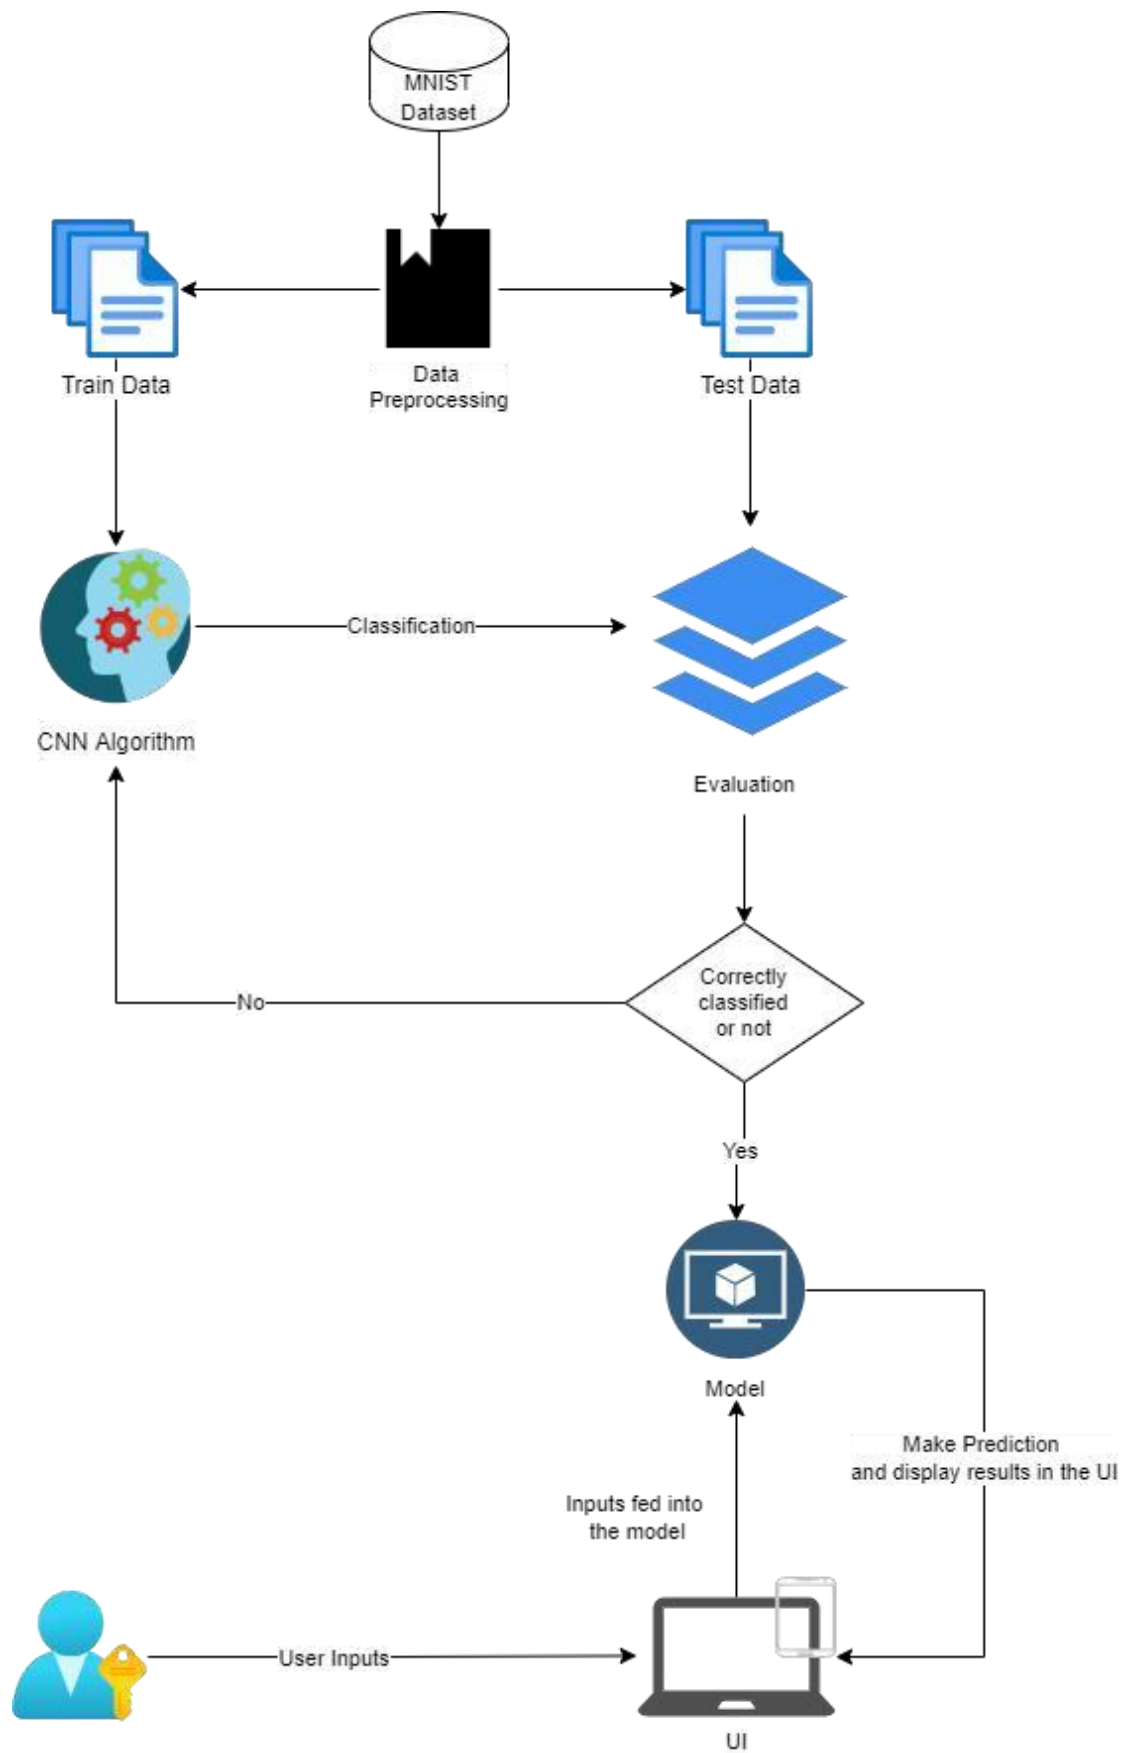 MNIST
Dataset
Data
Preprocessing
Train Data
Test Data
Classification
CNN Algorithm
Evaluation
Correctly
classified
or not
No
Yes
Model
Make Prediction
and display results in the UI
Inputs fed into
the model
User Inputs
UI